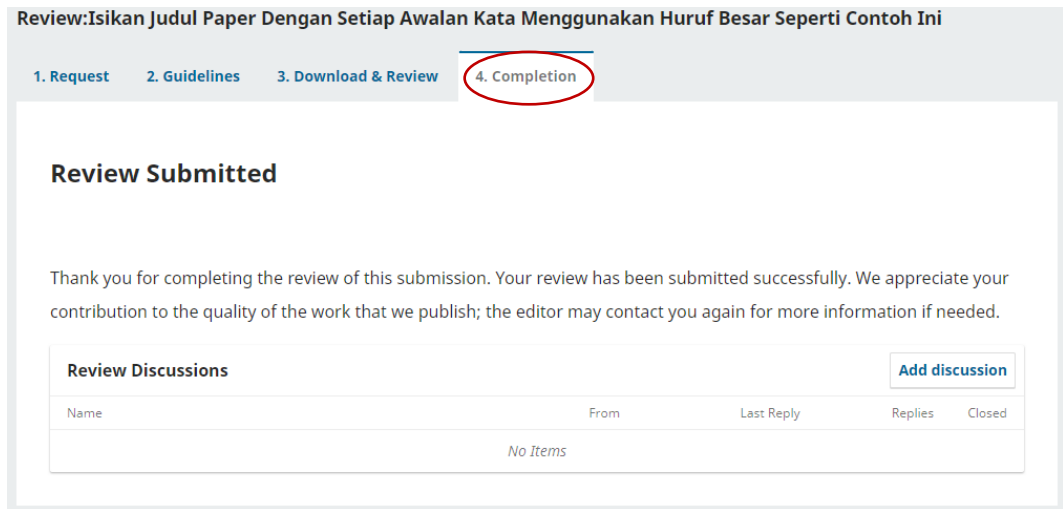 Review:Isikan Judul Paper Dengan Setiap Awalan Kata Menggunakan Huruf Besar Seperti Contoh Ini
1. Request 2. Guidelines 3. Download & Review 4. Completion
Review Submitted
Thank you for completing the review of this submission. Your review has been submitted successfully. We appreciate your
contribution to the quality of the work that we publish; the editor may contact you again for more information if needed.
Review Discussions Add discussion
Name From Last Reply Replies Closed
No Items